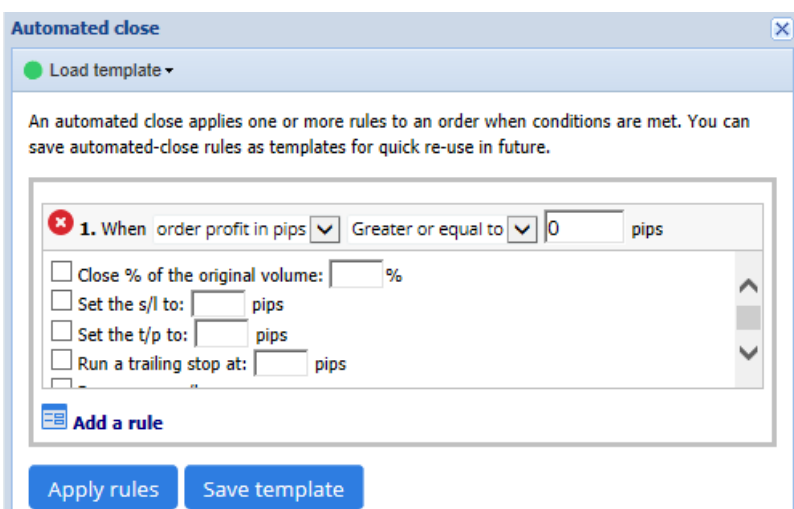 Automated close
Load template
An automated close applies one or more rules to an order when conditions are met. You can
save automated-close rules as templates for quick re-use in future.
1. When order profit in pips Greater or equal to 0 pips
Close % of the original volume: %
Set the s/l to: pips
Set the t/p to: pips
Run a trailing stop at: pips
Add a rule
Apply rules Save template